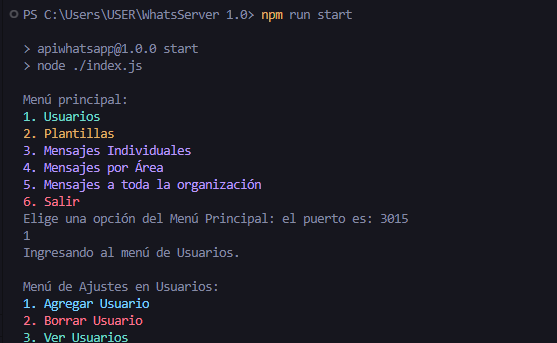 PS C:\Users\USER\WhatsServer 1.0> npm run start
> apiwhatsapp@1.0.0 start
> node ./index.js
Menú principal:
1. Usuarios
2. Plantillas
3. Mensajes Individuales
4. Mensajes por Área
5. Mensajes a toda la organización
6. Salir
Elige una opción del Menú Principal: el puerto es: 3015
1
Ingresando al menú de Usuarios.
Menú de Ajustes en Usuarios:
1. Agregar Usuario
2. Borrar Usuario
3. Ver Usuarios